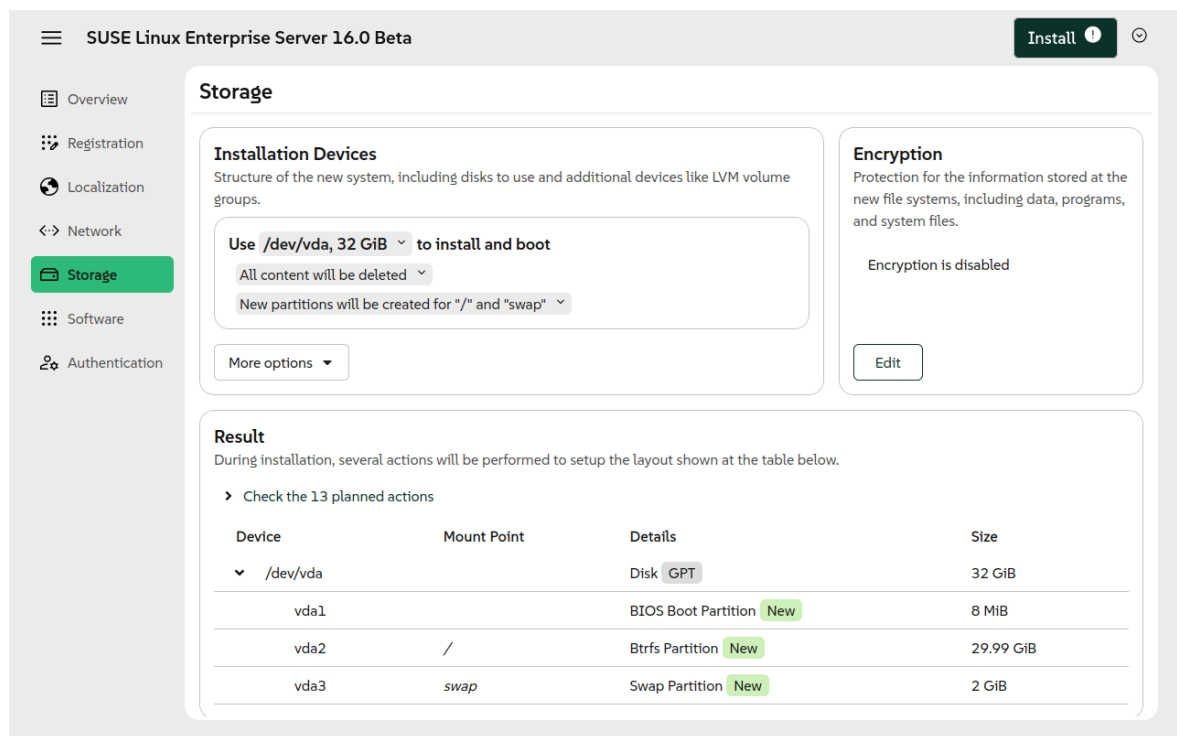 SUSE Linux Enterprise Server 16.0 Beta
Install
Overview
Registration
Localization
Network
Storage
Software
Authentication
Storage
Installation Devices
Structure of the new system, including disks to use and additional devices like LVM volume
groups.
Use /dev/vda, 32 GiB to install and boot
All content will be deleted
New partitions will be created for "/" and "swap"
More options
Encryption
Protection for the information stored at the
new file systems, including data, programs,
and system files.
Encryption is disabled
Edit
Result
During installation, several actions will be performed to setup the layout shown at the table below.
Check the 13 planned actions
Device Mount Point Details Size
/dev/vda Disk GPT 32 GiB
vda1 BIOS Boot Partition New 8 MiB
vda2 / Btrfs Partition New 29.99 GiB
vda3 swap Swap Partition New 2 GiB